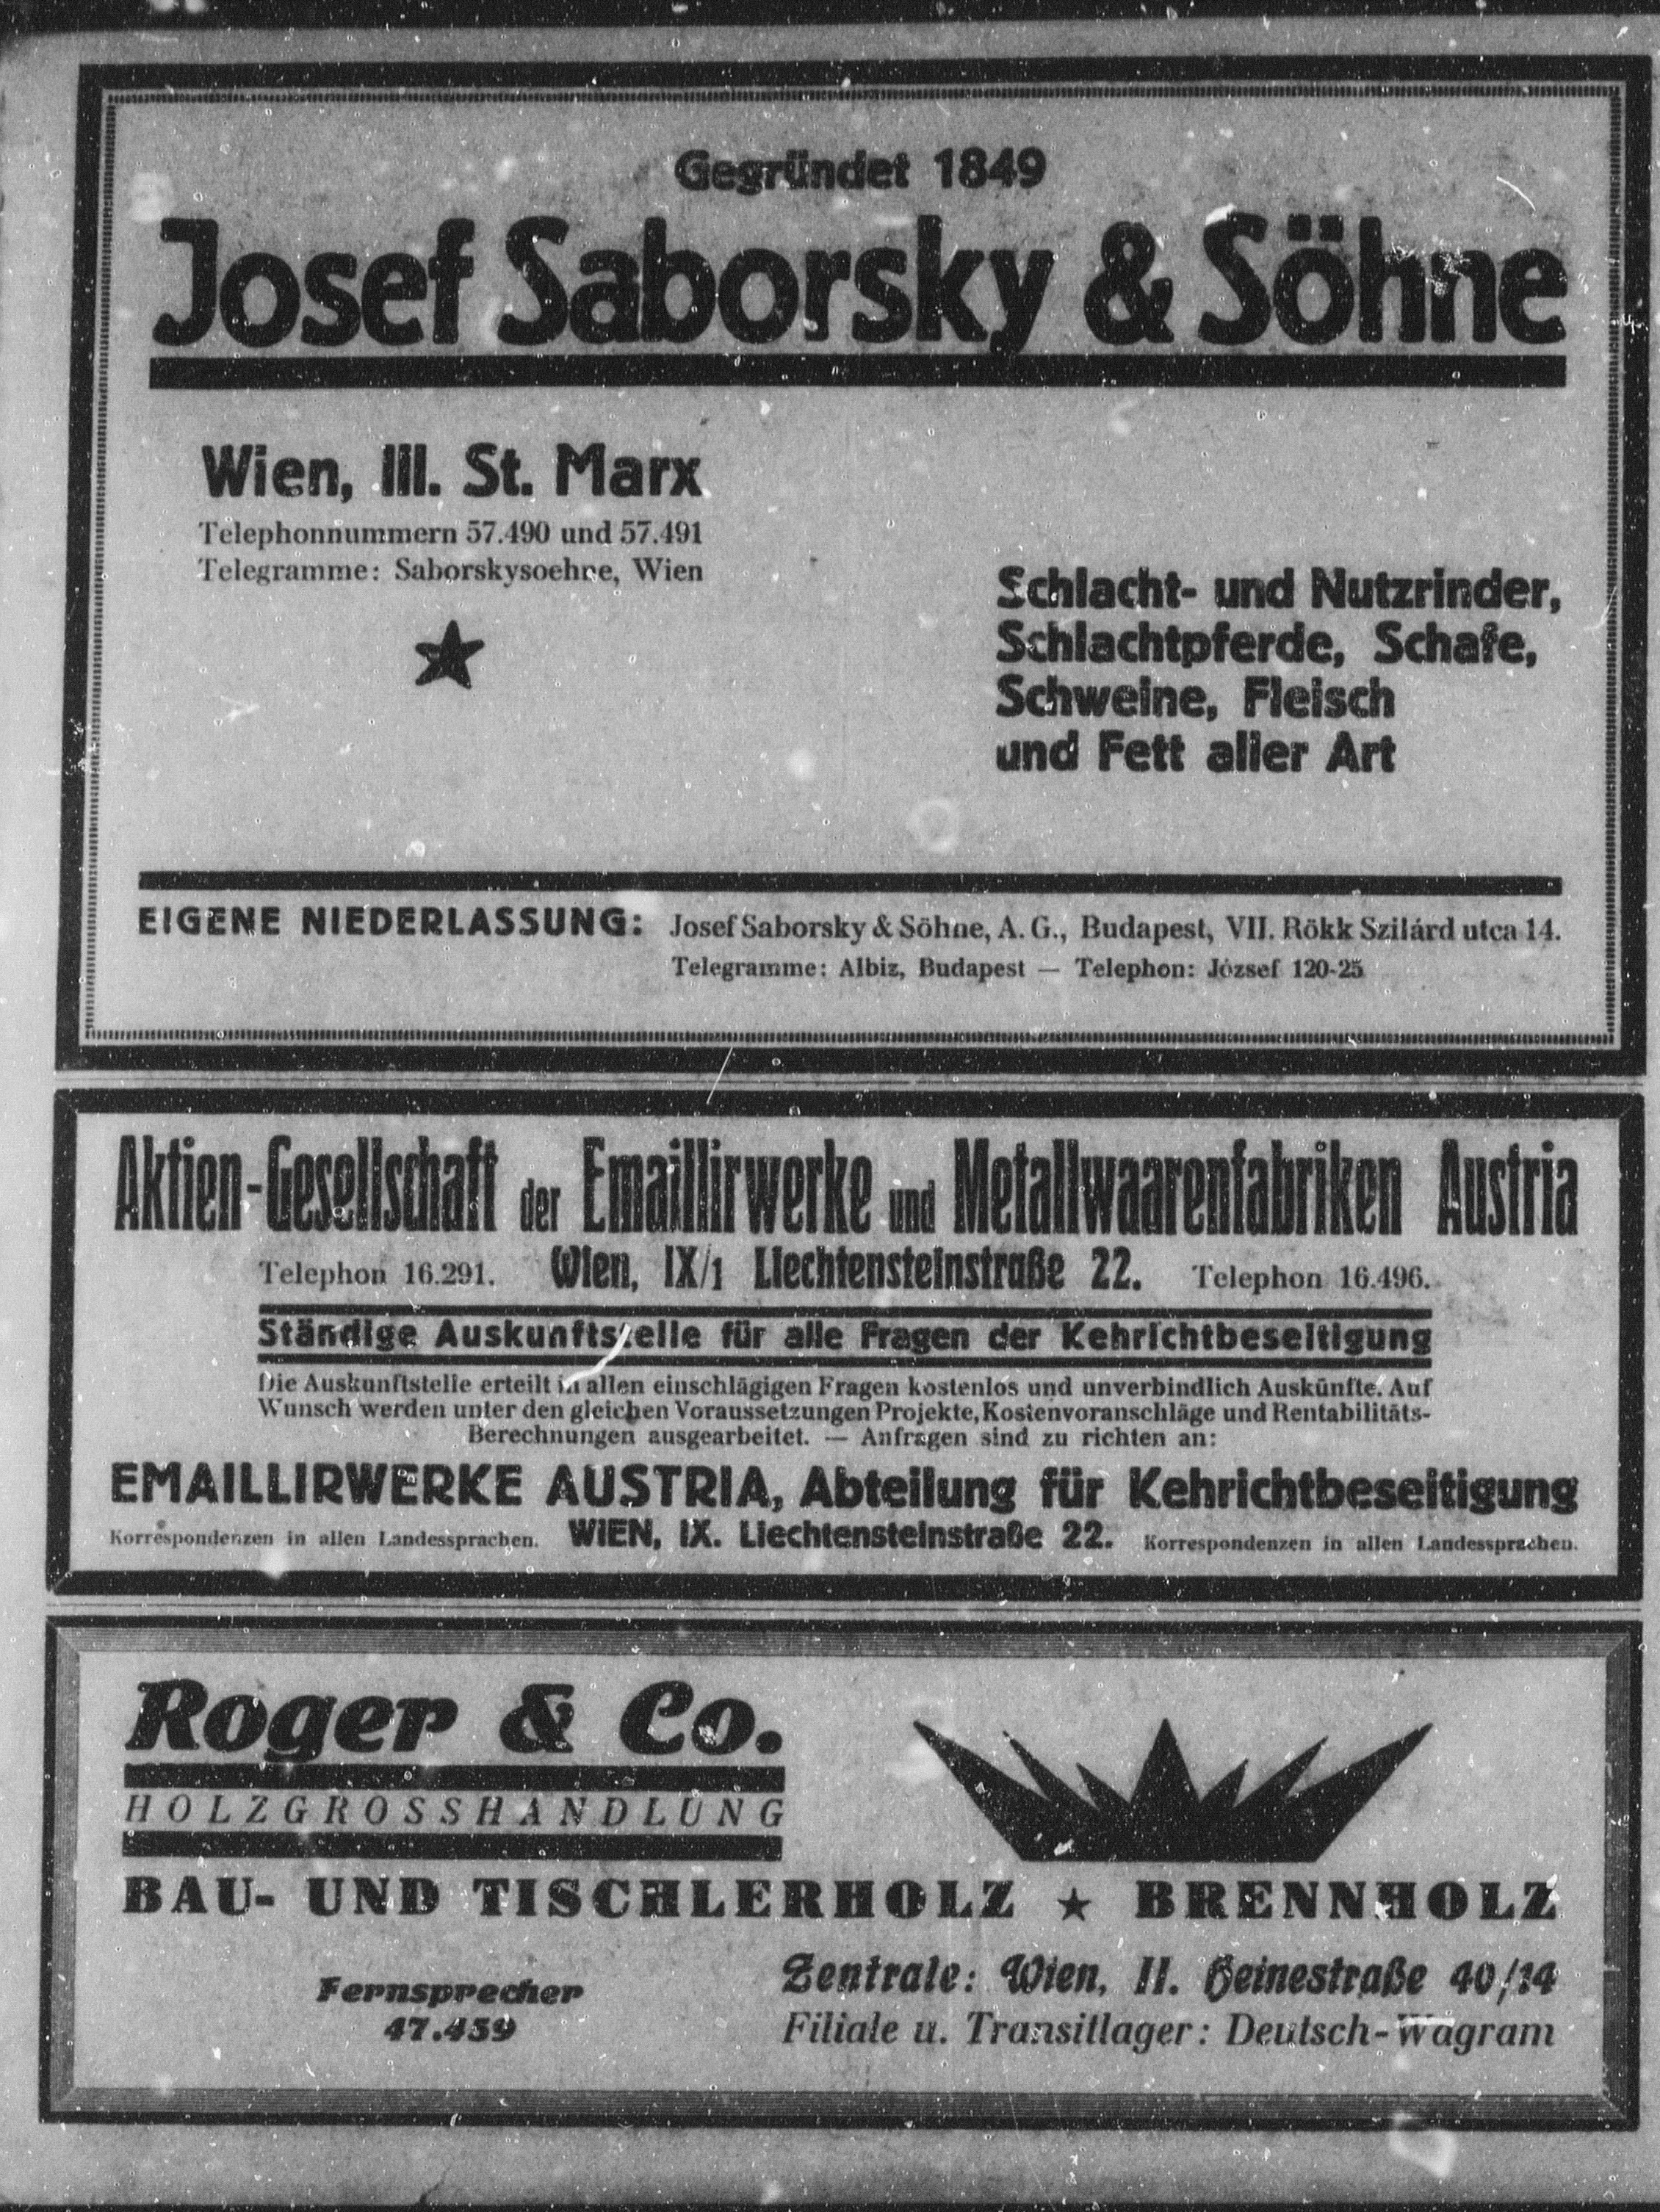 Gegründet 1849
Josef Saborsky & Söhne
Wien, III. St. Marx
Telephonnummern 57.490 und 57.491
Telegramme: Saborskysoehne, Wien
Schlacht- und Nutzrinder,
Schlachtpferde, Schafe,
Schweine, Fleisch
und Fett aller Art
EIGENE NIEDERLASSUNG: Josef Saborsky & Söhne, A. G., Budapest, VII. Rökk Szilárd utca 14.
Telegramme: Albiz, Budapest — Telephon: József 120-25
Aktien-Gesellschaft der Emaillirwerke und Metallwaarenfabriken Austria
Telephon 16.291. Wien, IX/1 Liechtensteinstraße 22. Telephon 16.496.
Ständige Auskunftstelle für alle Fragen der Kehrichtbeseitigung
Die Auskunftstelle erteilt in allen einschlägigen Fragen kostenlos und unverbindlich Auskünfte. Auf
Wunsch werden unter den gleichen Voraussetzungen Projekte, Kostenvoranschläge und Rentabilitäts-
Berechnungen ausgearbeitet. — Anfragen sind zu richten an:
EMAILLIRWERKE AUSTRIA, Abteilung für Kehrichtbeseitigung
Korrespondenzen in allen Landessprachen. WIEN, IX. Liechtensteinstraße 22. Korrespondenzen in allen Landessprachen.
Roger & Co.
HOLZGROSSHANDLUNG
BAU- UND TISCHLERHOLZ ★ BRENNHOLZ
Fernsprecher
47.459
Zentrale: Wien, II. Heinestraße 40/14
Filiale u. Transitlager: Deutsch-Wagram